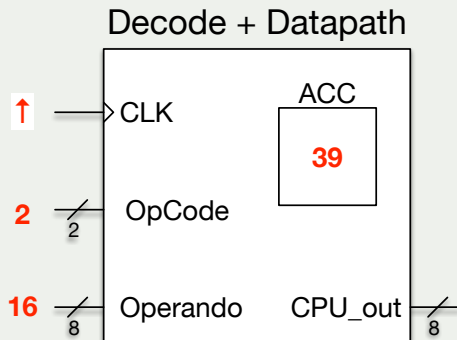 Decode + Datapath
ACC
↑ CLK
39
2 2 OpCode
16 8 Operando CPU_out 8